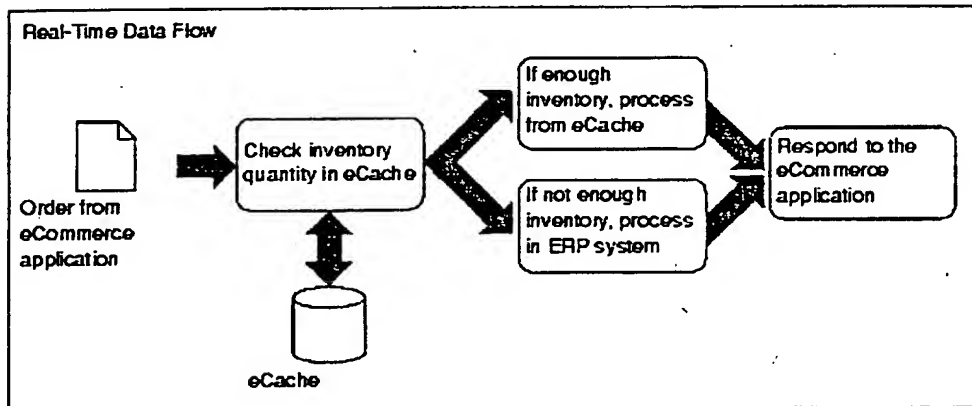 Real-Time Data Flow
Order from
eCommerce
application
Check inventory
quantity in eCache
eCache
If enough
inventory, process
from eCache
If not enough
inventory, process
in ERP system
Respond to the
eCommerce
application